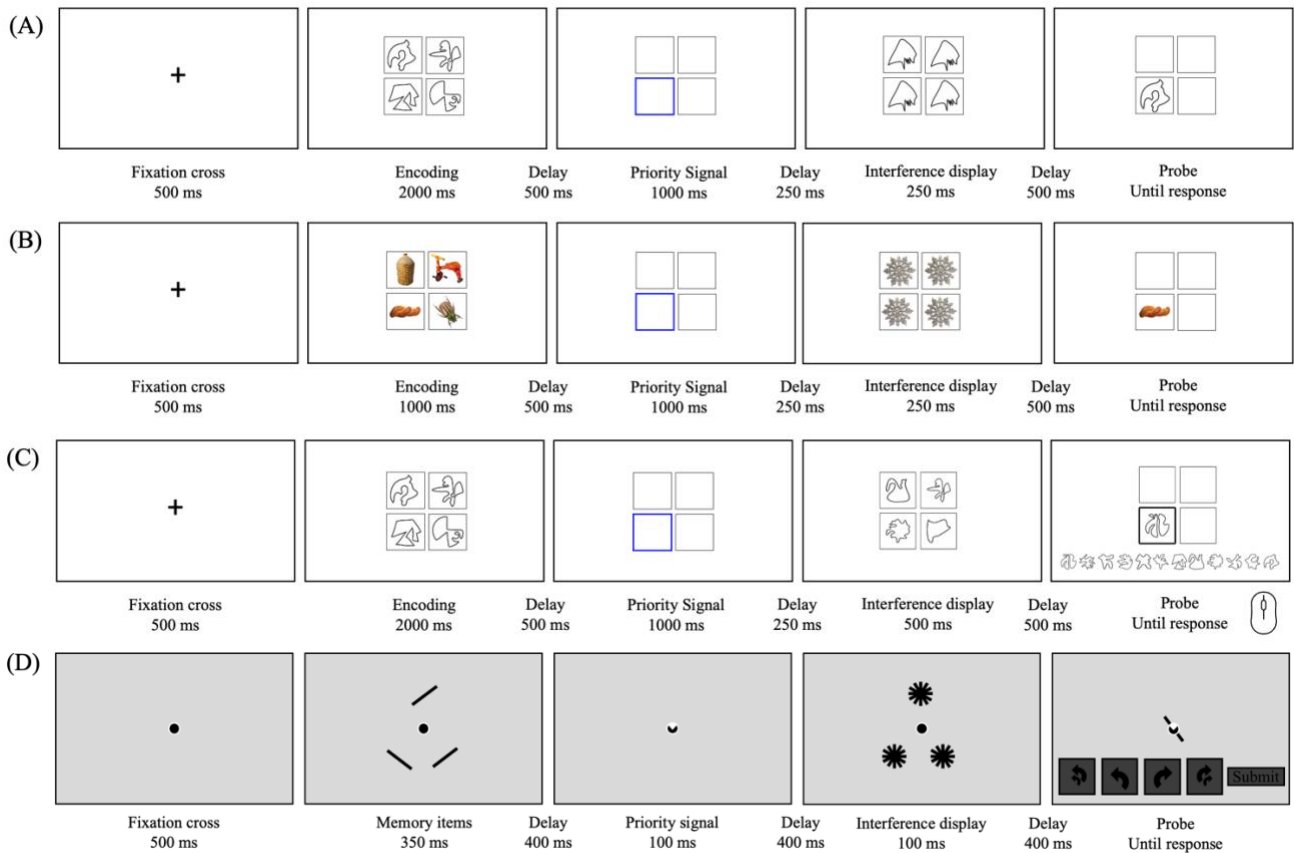 (A)
Fixation cross Encoding Delay Priority Signal Delay Interference display Delay Probe
500 ms 2000 ms 500 ms 1000 ms 250 ms 250 ms 500 ms Until response
(B)
Fixation cross Encoding Delay Priority Signal Delay Interference display Delay Probe
500 ms 1000 ms 500 ms 1000 ms 250 ms 250 ms 500 ms Until response
(C)
Fixation cross Encoding Delay Priority Signal Delay Interference display Delay Probe
500 ms 2000 ms 500 ms 1000 ms 250 ms 500 ms 500 ms Until response
(D)
Submit
Fixation cross Memory items Delay Priority signal Delay Interference display Delay Probe
500 ms 350 ms 400 ms 100 ms 400 ms 100 ms 400 ms Until response